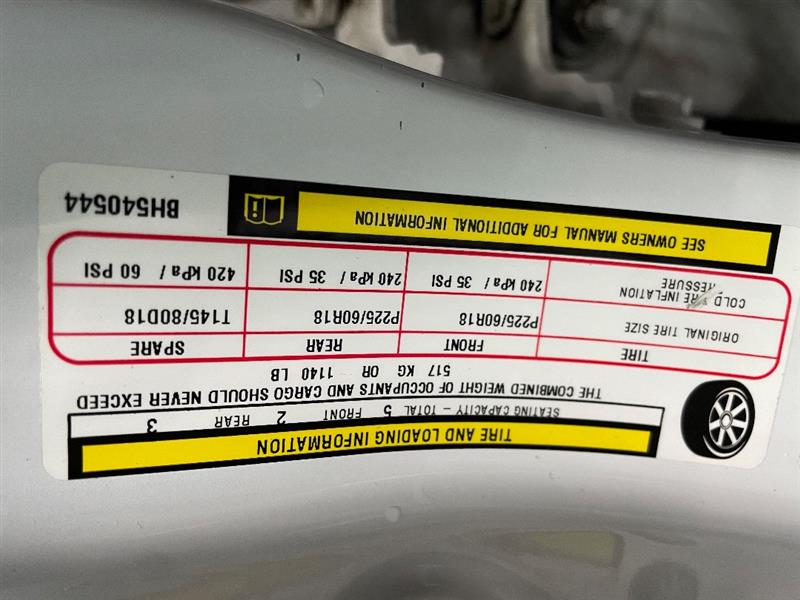 TIRE AND LOADING INFORMATION
SEATING CAPACITY – TOTAL 5 FRONT 2 REAR 3
THE COMBINED WEIGHT OF OCCUPANTS AND CARGO SHOULD NEVER EXCEED
517 KG OR 1140 LB
TIRE FRONT REAR SPARE
ORIGINAL TIRE SIZE P225/60R18 P225/60R18 T145/80D18
COLD TIRE INFLATION
PRESSURE 240 KPa / 35 PSI 240 KPa / 35 PSI 420 KPa / 60 PSI
SEE OWNERS MANUAL FOR ADDITIONAL INFORMATION
BH540544